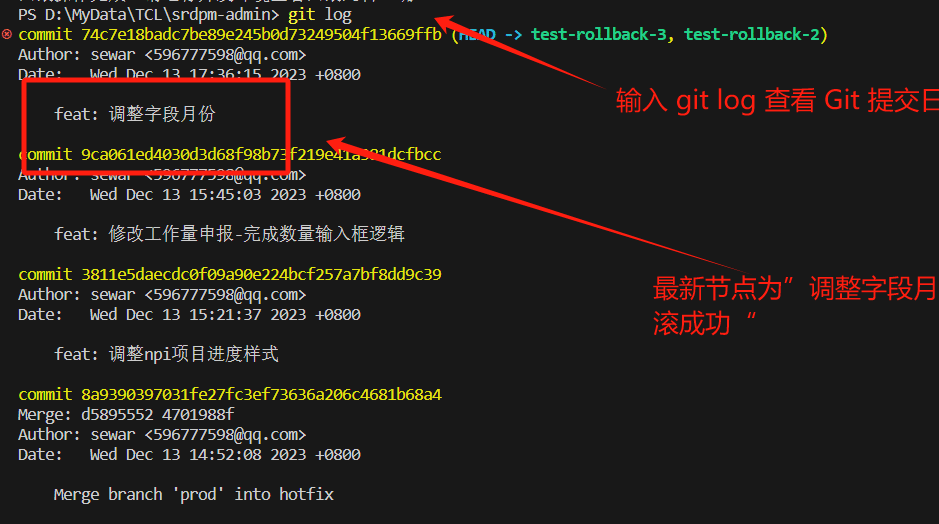 PS D:\MyData\TCL\srdpm-admin> git log
commit 74c7e18badc7be89e245b0d73249504f13669ffb (HEAD -> test-rollback-3, test-rollback-2)
Author: sewar <596777598@qq.com>
Date:   Wed Dec 13 17:36:15 2023 +0800
输入 git log 查看 Git 提交日
feat: 调整字段月份
commit 9ca061ed4030d3d68f98b73f219e41a981dcfbcc
Author: sewar <596777598@qq.com>
Date:   Wed Dec 13 15:45:03 2023 +0800
feat: 修改工作量申报-完成数量输入框逻辑
commit 3811e5daecdc0f09a90e224bcf257a7bf8dd9c39
Author: sewar <596777598@qq.com>
Date:   Wed Dec 13 15:21:37 2023 +0800
最新节点为”调整字段月
滚成功“
feat: 调整npi项目进度样式
commit 8a9390397031fe27fc3ef73636a206c4681b68a4
Merge: d5895552 4701988f
Author: sewar <596777598@qq.com>
Date:   Wed Dec 13 14:52:08 2023 +0800
Merge branch 'prod' into hotfix